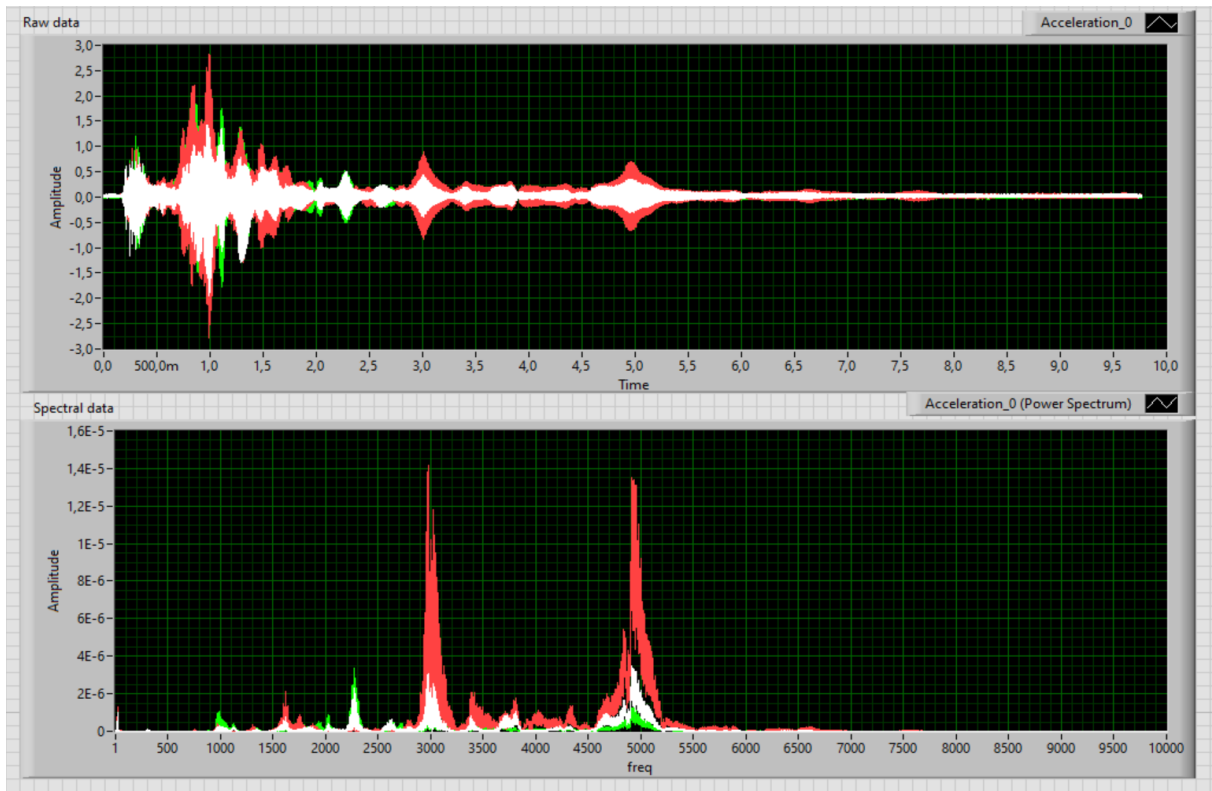 Raw data
Acceleration_0
3,0
2,5
2,0
1,5
1,0
0,5
0,0
-0,5
-1,0
-1,5
-2,0
-2,5
-3,0
Amplitude
0,0 500,0m 1,0 1,5 2,0 2,5 3,0 3,5 4,0 4,5 5,0 5,5 6,0 6,5 7,0 7,5 8,0 8,5 9,0 9,5 10,0
Time
Spectral data
Acceleration_0 (Power Spectrum)
1,6E-5
1,4E-5
1,2E-5
1E-5
8E-6
6E-6
4E-6
2E-6
0
Amplitude
1 500 1000 1500 2000 2500 3000 3500 4000 4500 5000 5500 6000 6500 7000 7500 8000 8500 9000 9500 10000
freq